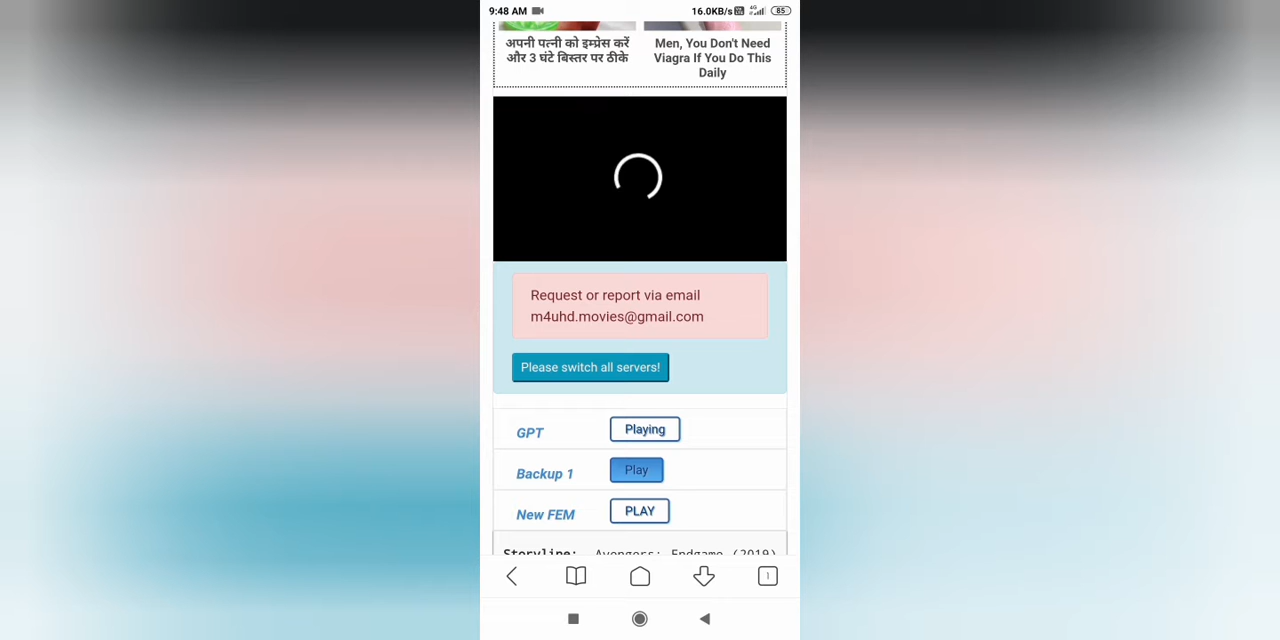 9:48 AM
16.0KB/s 4G 85
अपनी पत्नी को इम्प्रेस करें
और 3 घंटे बिस्तर पर ठीके
Men, You Don't Need
Viagra If You Do This
Daily
Request or report via email
m4uhd.movies@gmail.com
Please switch all servers!
GPT Playing
Backup 1 Play
New FEM PLAY
Storyline: Avengers: Endgame (2019)
1